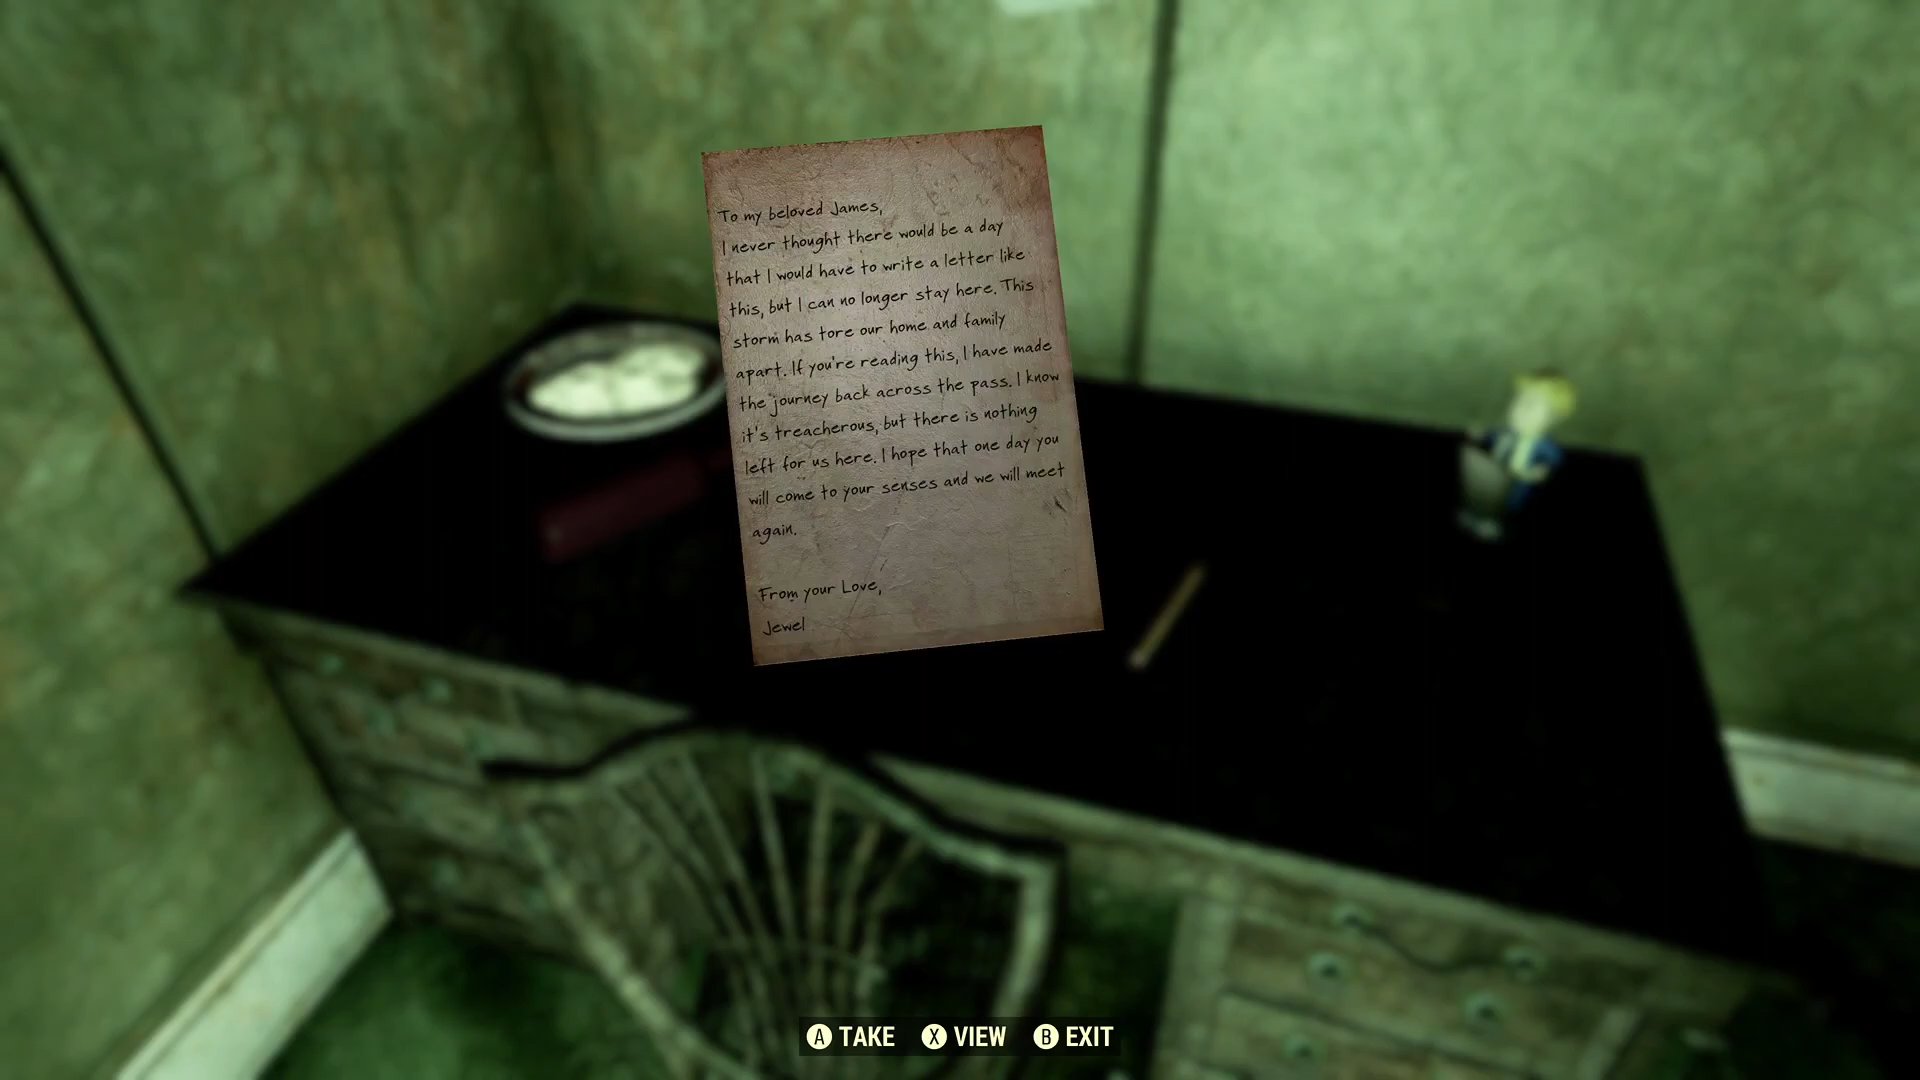 To my beloved James,
I never thought there would be a day
that I would have to write a letter like
this, but I can no longer stay here. This
storm has tore our home and family
apart. If you're reading this, I have made
the journey back across the pass. I know
it's treacherous, but there is nothing
left for us here. I hope that one day you
will come to your senses and we will meet
again.
From your Love,
Jewel
A TAKE X VIEW B EXIT